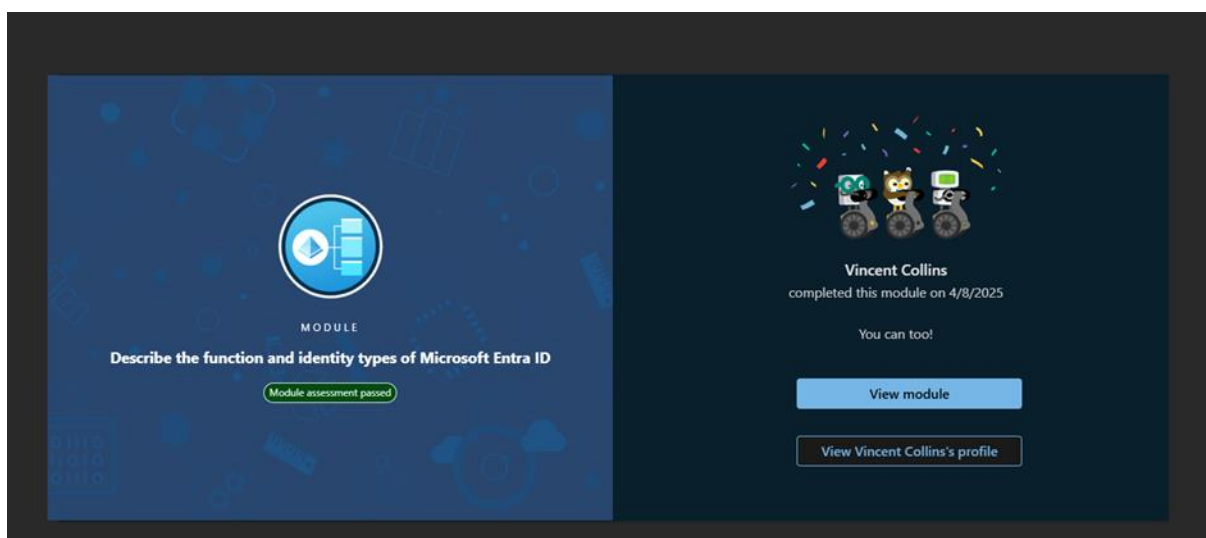 MODULE
Describe the function and identity types of Microsoft Entra ID
Module assessment passed
Vincent Collins
completed this module on 4/8/2025
You can too!
View module
View Vincent Collins's profile